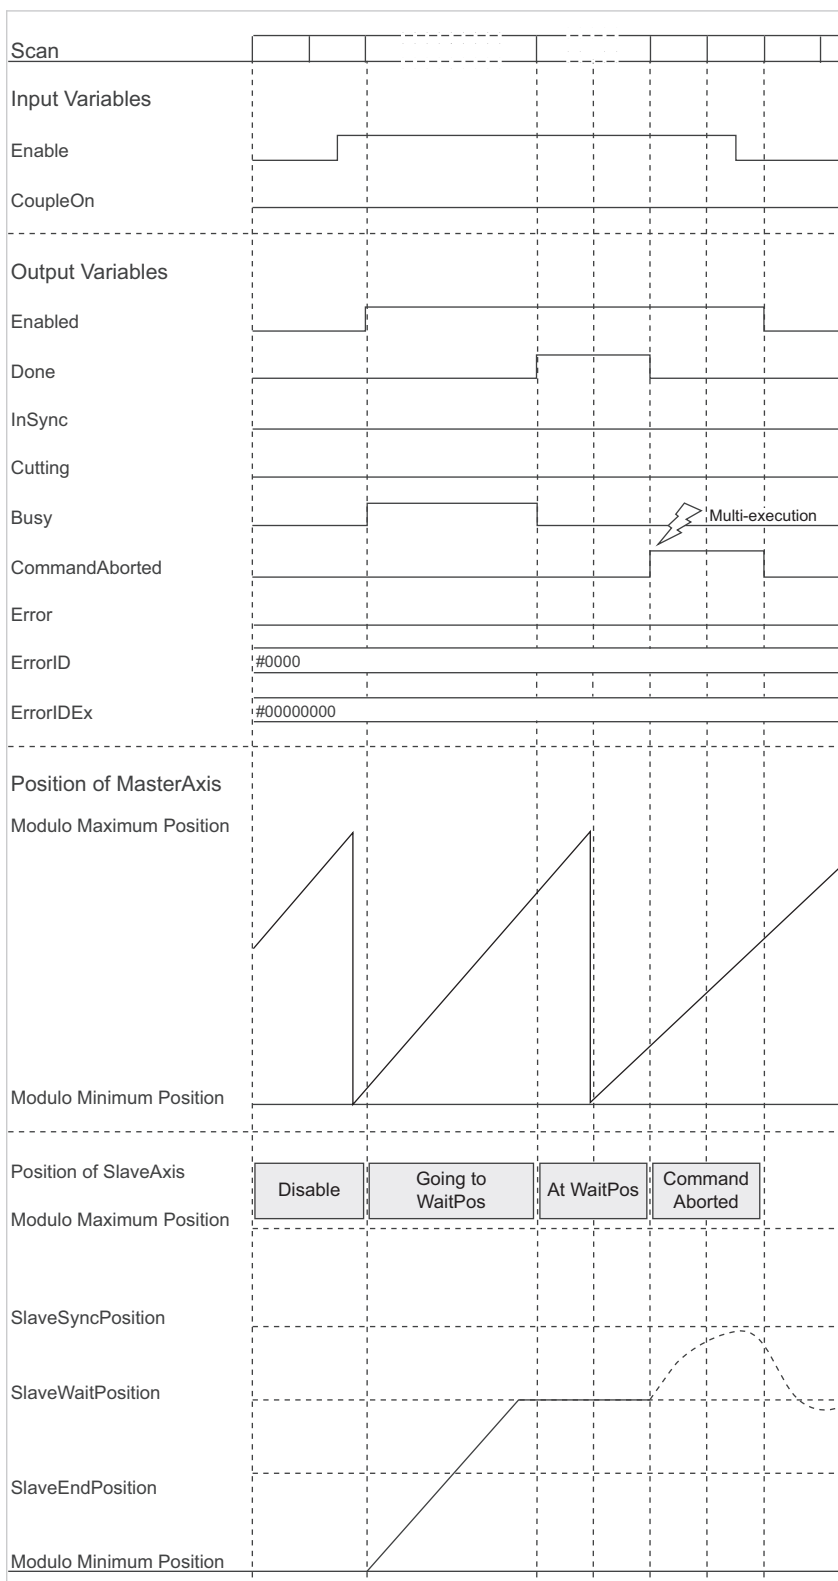 Scan
Input Variables
Enable
CoupleOn
Output Variables
Enabled
Done
InSync
Cutting
Busy
Multi-execution
CommandAborted
Error
ErrorID
#0000
ErrorIDEx
#00000000
Position of MasterAxis
Modulo Maximum Position
Modulo Minimum Position
Position of SlaveAxis
Disable
Going to
WaitPos
At WaitPos
Command
Aborted
Modulo Maximum Position
SlaveSyncPosition
SlaveWaitPosition
SlaveEndPosition
Modulo Minimum Position